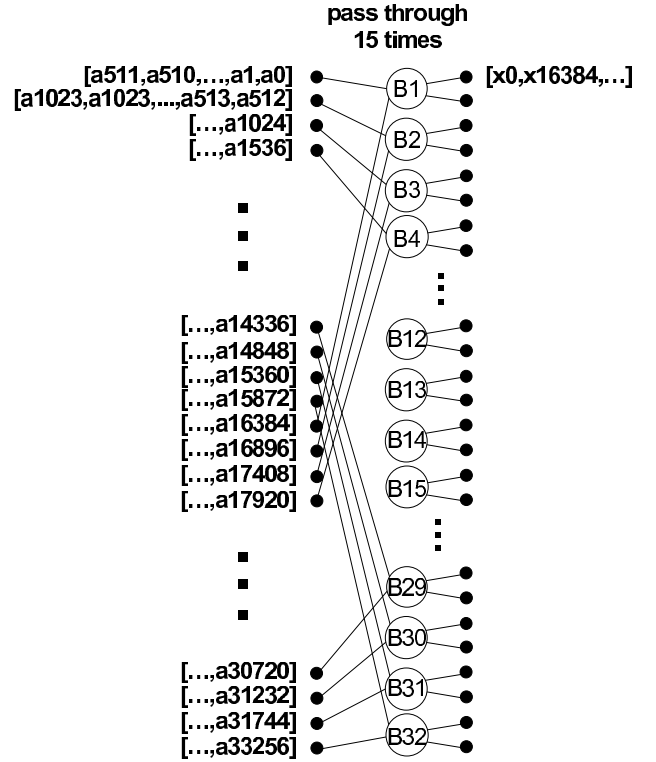 pass through
15 times
[a511,a510,...,a1,a0]
B1
[x0,x16384,...]
[a1023,a1023,...,a513,a512]
B2
[...,a1024]
B3
[...,a1536]
B4
[...,a14336]
B12
[...,a14848]
[...,a15360]
B13
[...,a15872]
[...,a16384]
B14
[...,a16896]
[...,a17408]
B15
[...,a17920]
B29
B30
[...,a30720]
[...,a31232]
B31
[...,a31744]
[...,a33256]
B32